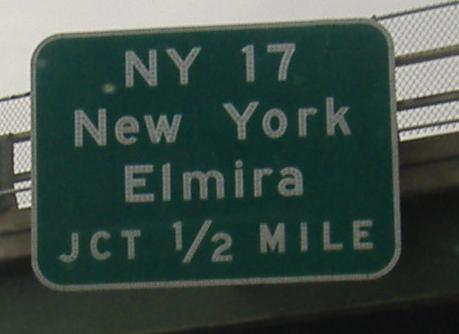 NY 17
New York
Elmira
JCT 1/2 MILE